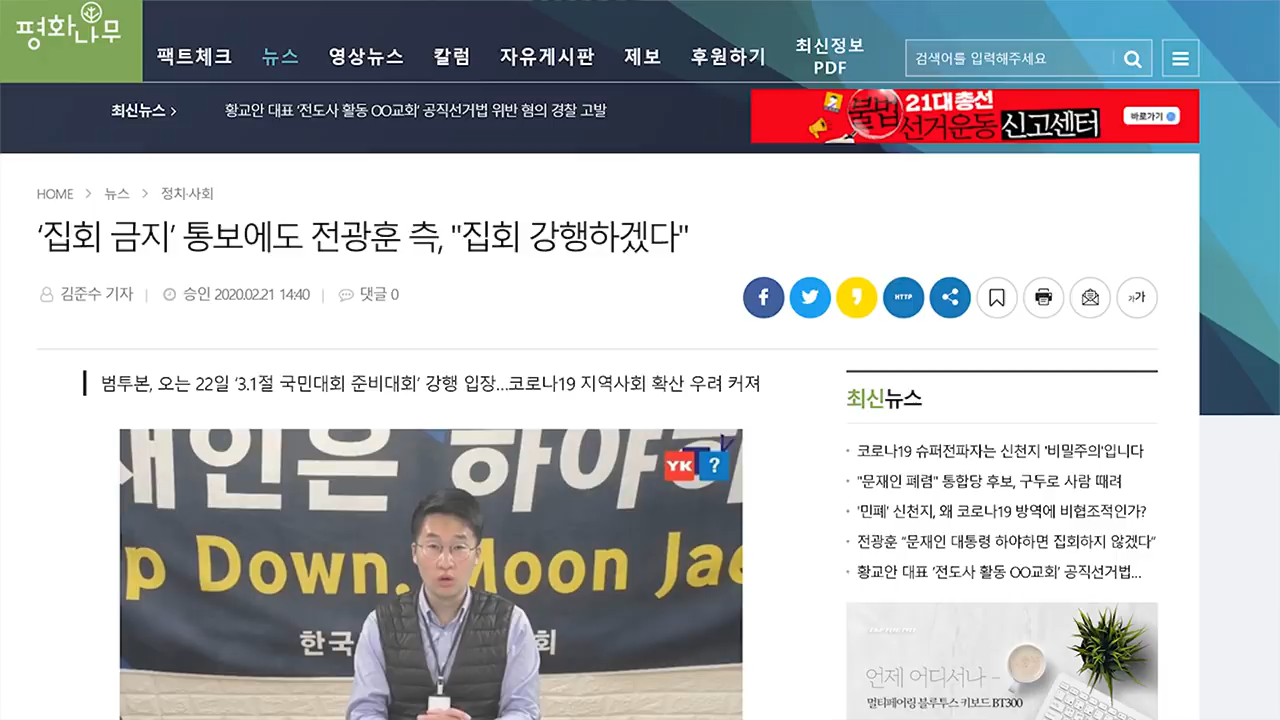 평화나무
팩트체크 뉴스 영상뉴스 칼럼 자유게시판 제보 후원하기 최신정보 PDF 검색어를 입력해주세요
최신뉴스 황교안 대표 '전도사 활동 OO교회' 공직선거법 위반 혐의 경찰 고발
불법 21대총선
선거운동 신고센터 바로가기
HOME > 뉴스 > 정치·사회
‘집회 금지’ 통보에도 전광훈 측, "집회 강행하겠다"
김준수 기자 | 승인 2020.02.21 14:40 | 댓글 0
HTTP
가가
범투본, 오는 22일 ‘3.1절 국민대회 준비대회’ 강행 입장...코로나19 지역사회 확산 우려 커져
재인은 하야하
YK ?
p Down, Moon Jae
한국 회
최신뉴스
코로나19 슈퍼전파자는 신천지 '비밀주의'입니다
"문재인 폐렴" 통합당 후보, 구두로 사람 때려
'민폐' 신천지, 왜 코로나19 방역에 비협조적인가?
전광훈 “문재인 대통령 하야하면 집회하지 않겠다”
황교안 대표 ‘전도사 활동 OO교회’ 공직선거법...
언제 어디서나 -
멀티페어링 블루투스 키보드 BT300